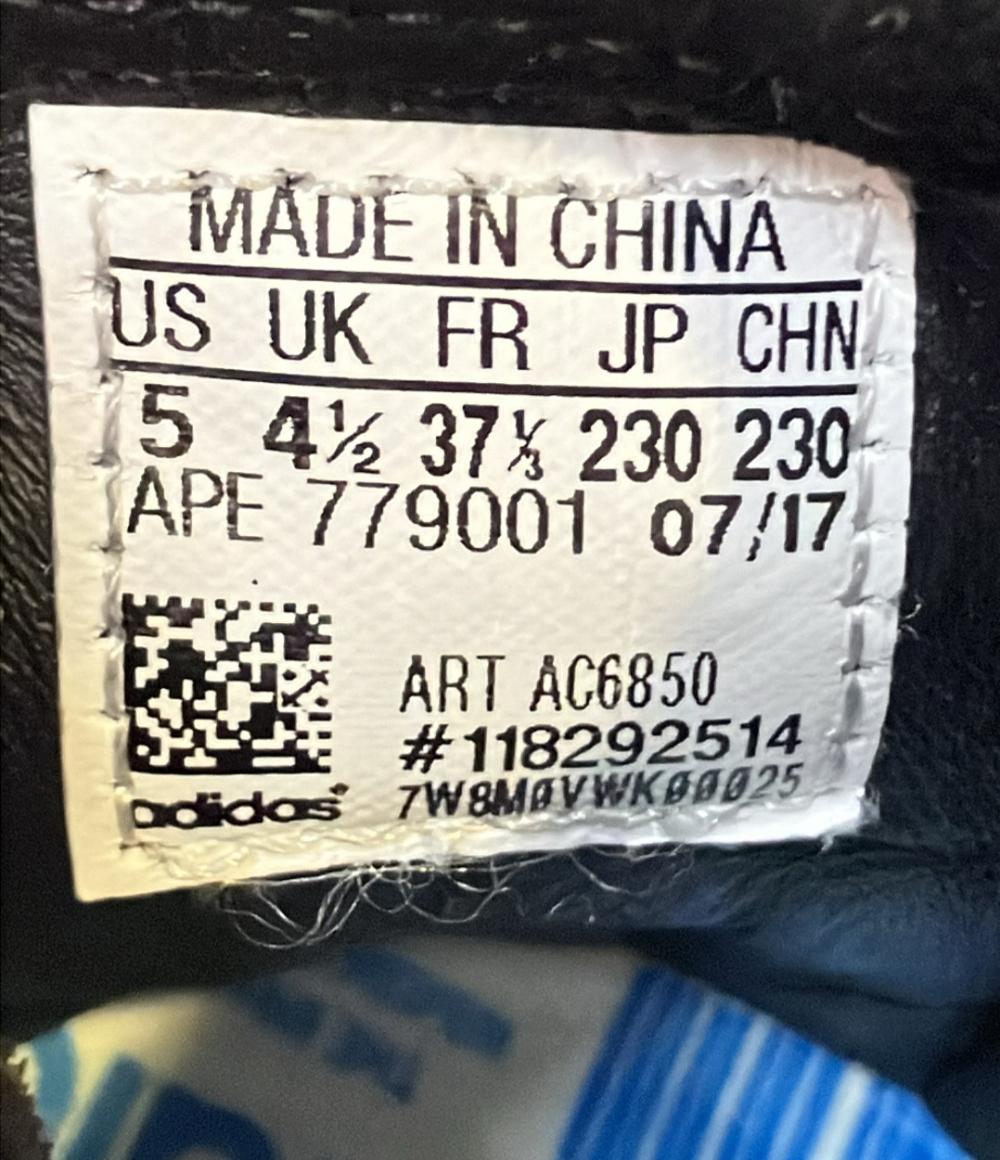 MADE IN CHINA
US UK FR JP CHN
5 4½ 37⅓ 230 230
APE 779001 07/17
ART AC6850
#118292514
7W8M0VWK00025
adidas